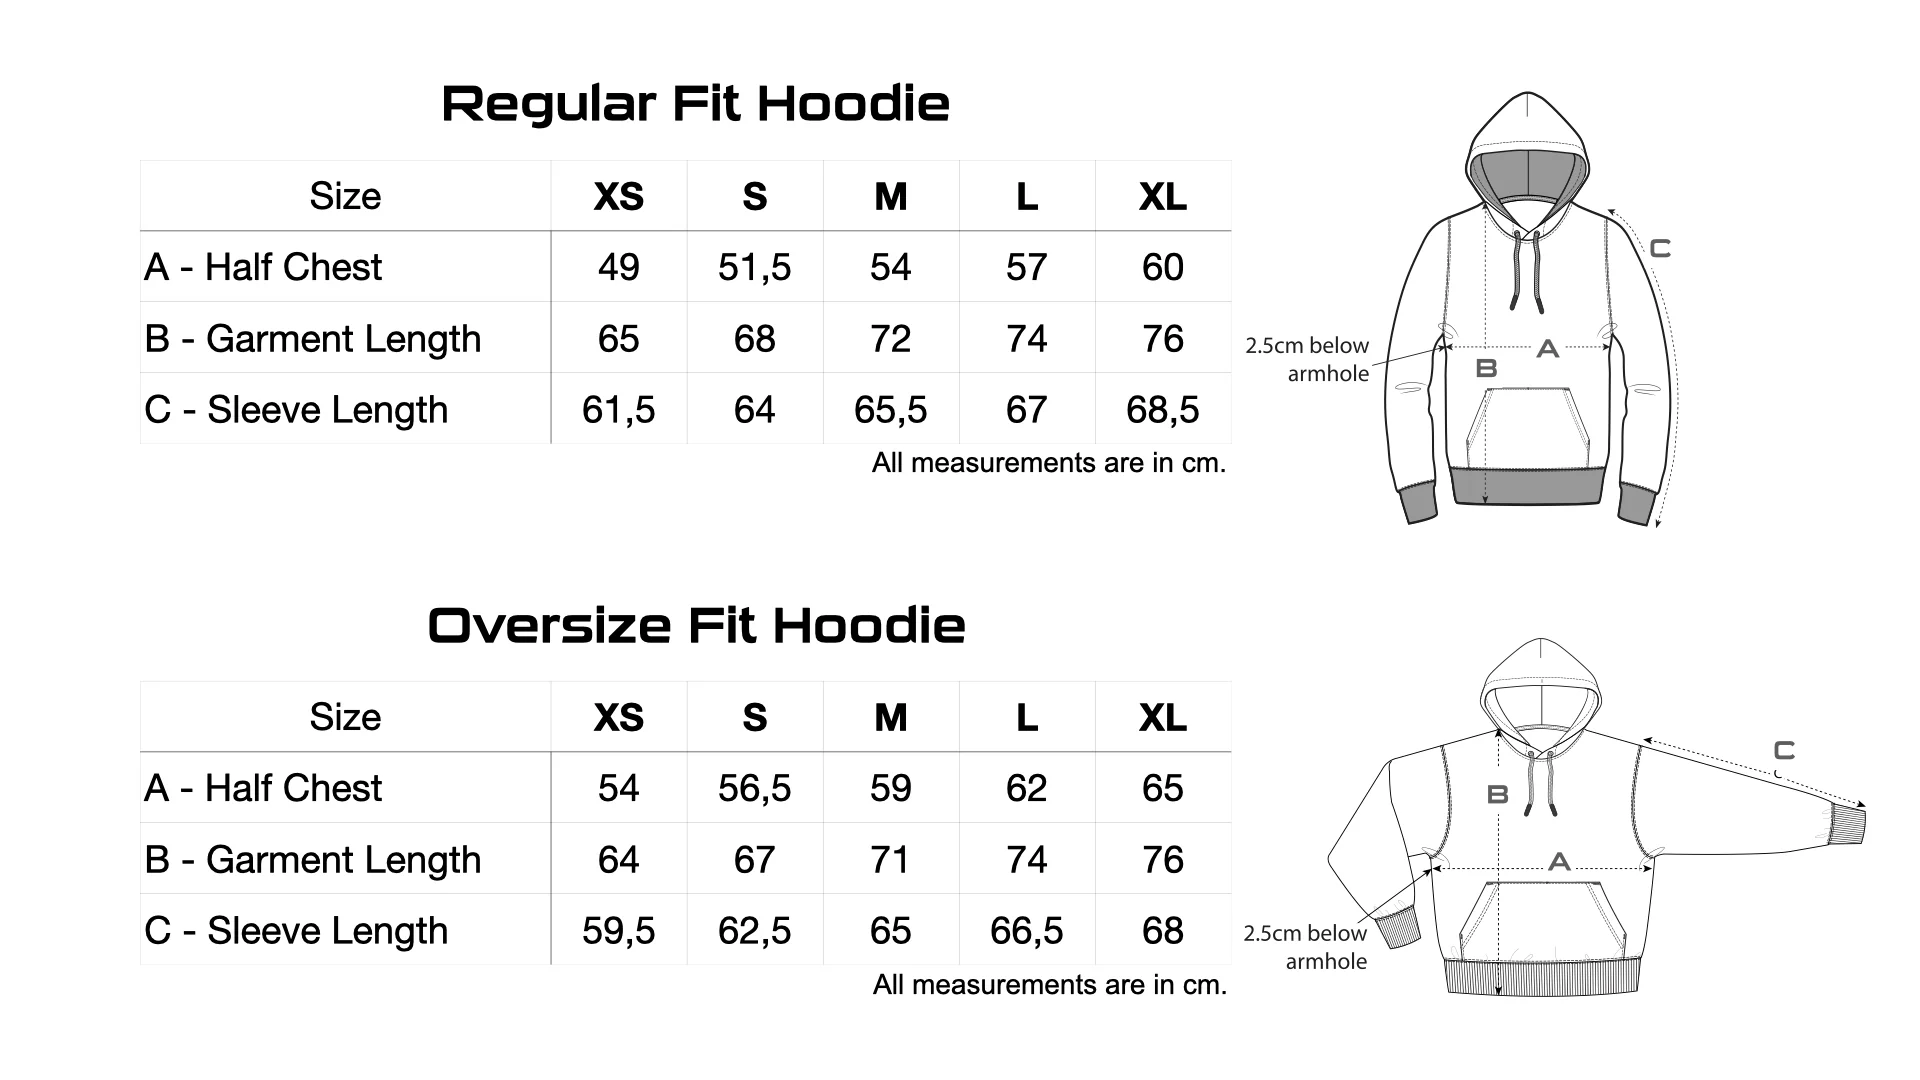 Regular Fit Hoodie
Size XS S M L XL
A - Half Chest 49 51,5 54 57 60
B - Garment Length 65 68 72 74 76
C - Sleeve Length 61,5 64 65,5 67 68,5
All measurements are in cm.
C
2.5cm below
armhole
A
B
Oversize Fit Hoodie
Size XS S M L XL
A - Half Chest 54 56,5 59 62 65
B - Garment Length 64 67 71 74 76
C - Sleeve Length 59,5 62,5 65 66,5 68
All measurements are in cm.
C
B
A
2.5cm below
armhole